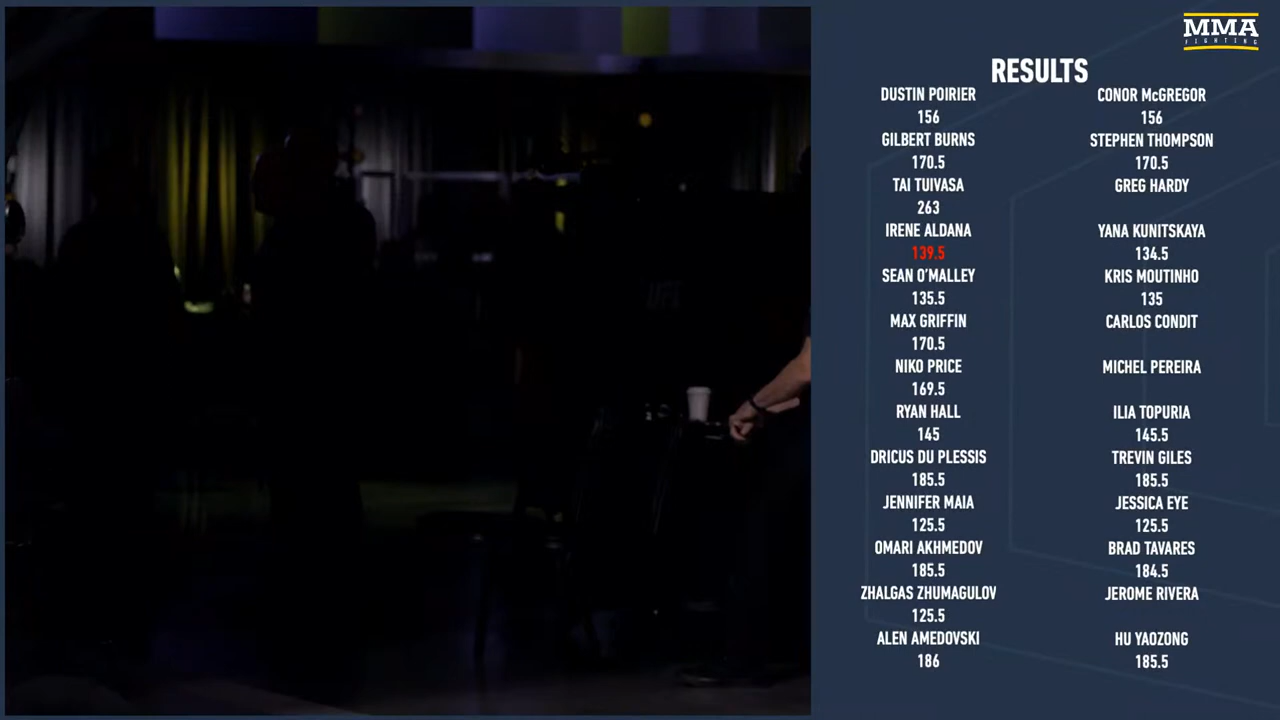 MMA
FIGHTING
RESULTS
DUSTIN POIRIER CONOR McGREGOR
156 156
GILBERT BURNS STEPHEN THOMPSON
170.5 170.5
TAI TUIVASA GREG HARDY
263
IRENE ALDANA YANA KUNITSKAYA
139.5 134.5
SEAN O'MALLEY KRIS MOUTINHO
135.5 135
MAX GRIFFIN CARLOS CONDIT
170.5
NIKO PRICE MICHEL PEREIRA
169.5
RYAN HALL ILIA TOPURIA
145 145.5
DRICUS DU PLESSIS TREVIN GILES
185.5 185.5
JENNIFER MAIA JESSICA EYE
125.5 125.5
OMARI AKHMEDOV BRAD TAVARES
185.5 184.5
ZHALGAS ZHUMAGULOV JEROME RIVERA
125.5
ALEN AMEDOVSKI HU YAOZONG
186 185.5
UFC